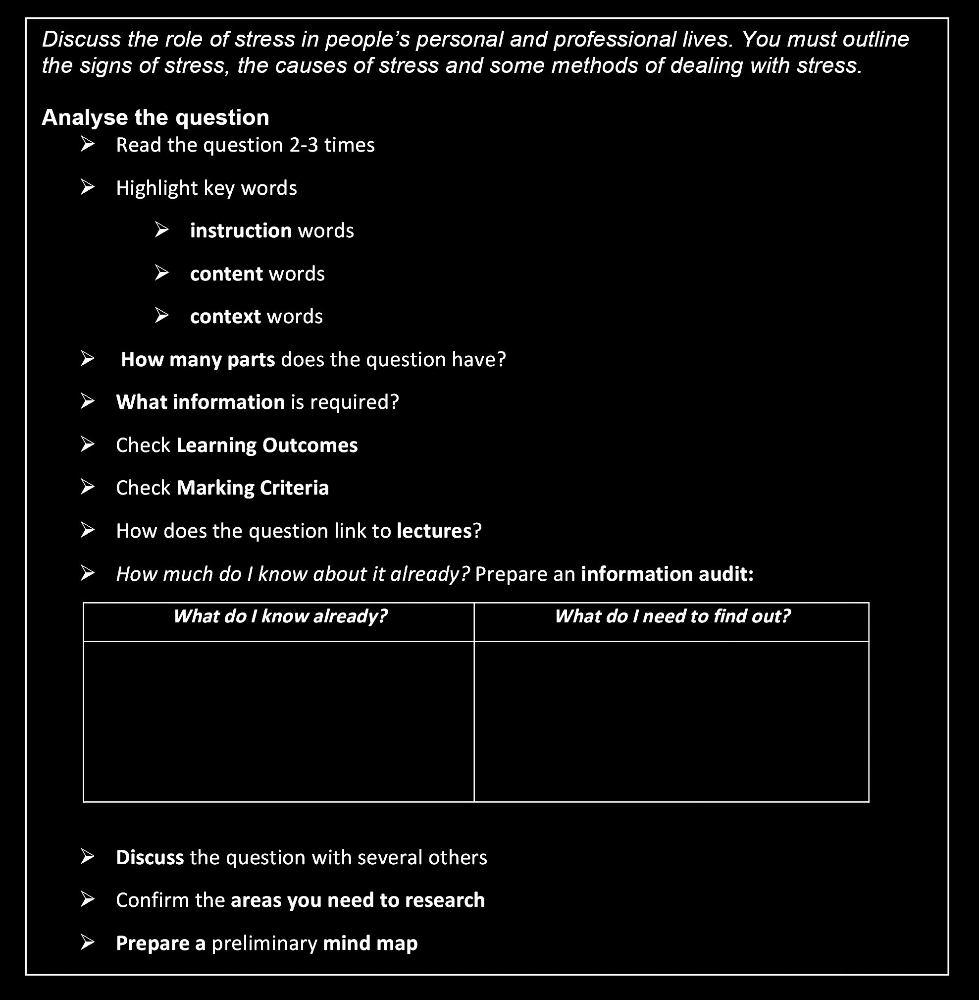 Discuss the role of stress in people’s personal and professional lives. You must outline
the signs of stress, the causes of stress and some methods of dealing with stress.
Analyse the question
➢ Read the question 2-3 times
➢ Highlight key words
➢ instruction words
➢ content words
➢ context words
➢ How many parts does the question have?
➢ What information is required?
➢ Check Learning Outcomes
➢ Check Marking Criteria
➢ How does the question link to lectures?
➢ How much do I know about it already? Prepare an information audit:
What do I know already? What do I need to find out?
➢ Discuss the question with several others
➢ Confirm the areas you need to research
➢ Prepare a preliminary mind map